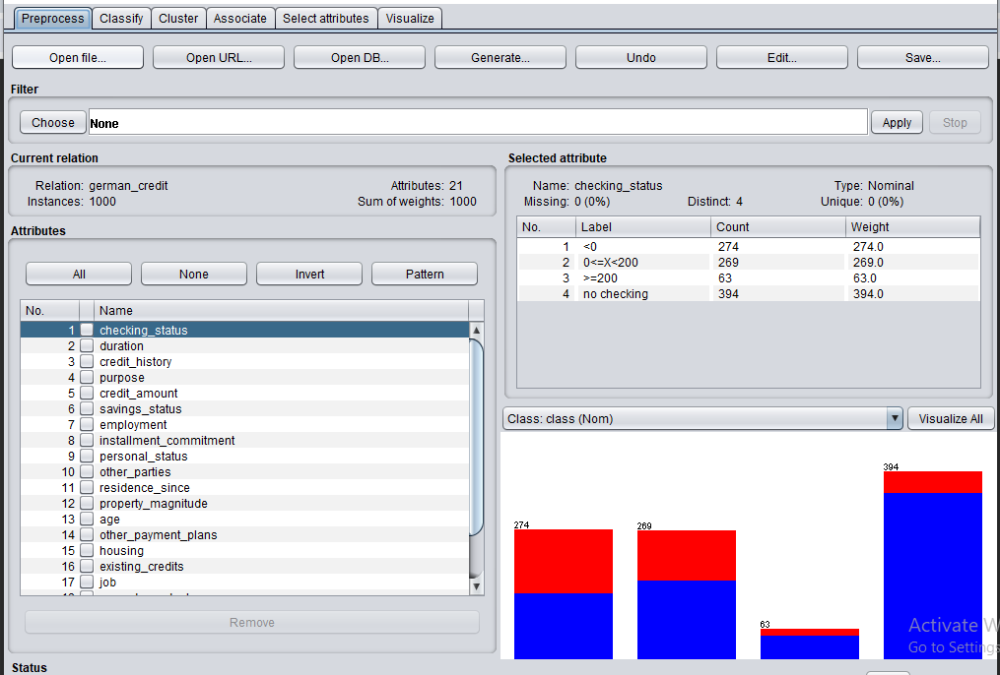 Preprocess Classify Cluster Associate Select attributes Visualize
Open file... Open URL... Open DB... Generate... Undo Edit... Save...
Filter
Choose None Apply Stop
Current relation
Relation: german_credit Attributes: 21
Instances: 1000 Sum of weights: 1000
Attributes
All None Invert Pattern
No. Name
1 checking_status
2 duration
3 credit_history
4 purpose
5 credit_amount
6 savings_status
7 employment
8 installment_commitment
9 personal_status
10 other_parties
11 residence_since
12 property_magnitude
13 age
14 other_payment_plans
15 housing
16 existing_credits
17 job
Remove
Status
Selected attribute
Name: checking_status Type: Nominal
Missing: 0 (0%) Distinct: 4 Unique: 0 (0%)
No. Label Count Weight
1 <0 274 274.0
2 0<=X<200 269 269.0
3 >=200 63 63.0
4 no checking 394 394.0
Class: class (Nom) Visualize All
394
274
269
63
Activate W
Go to Settings